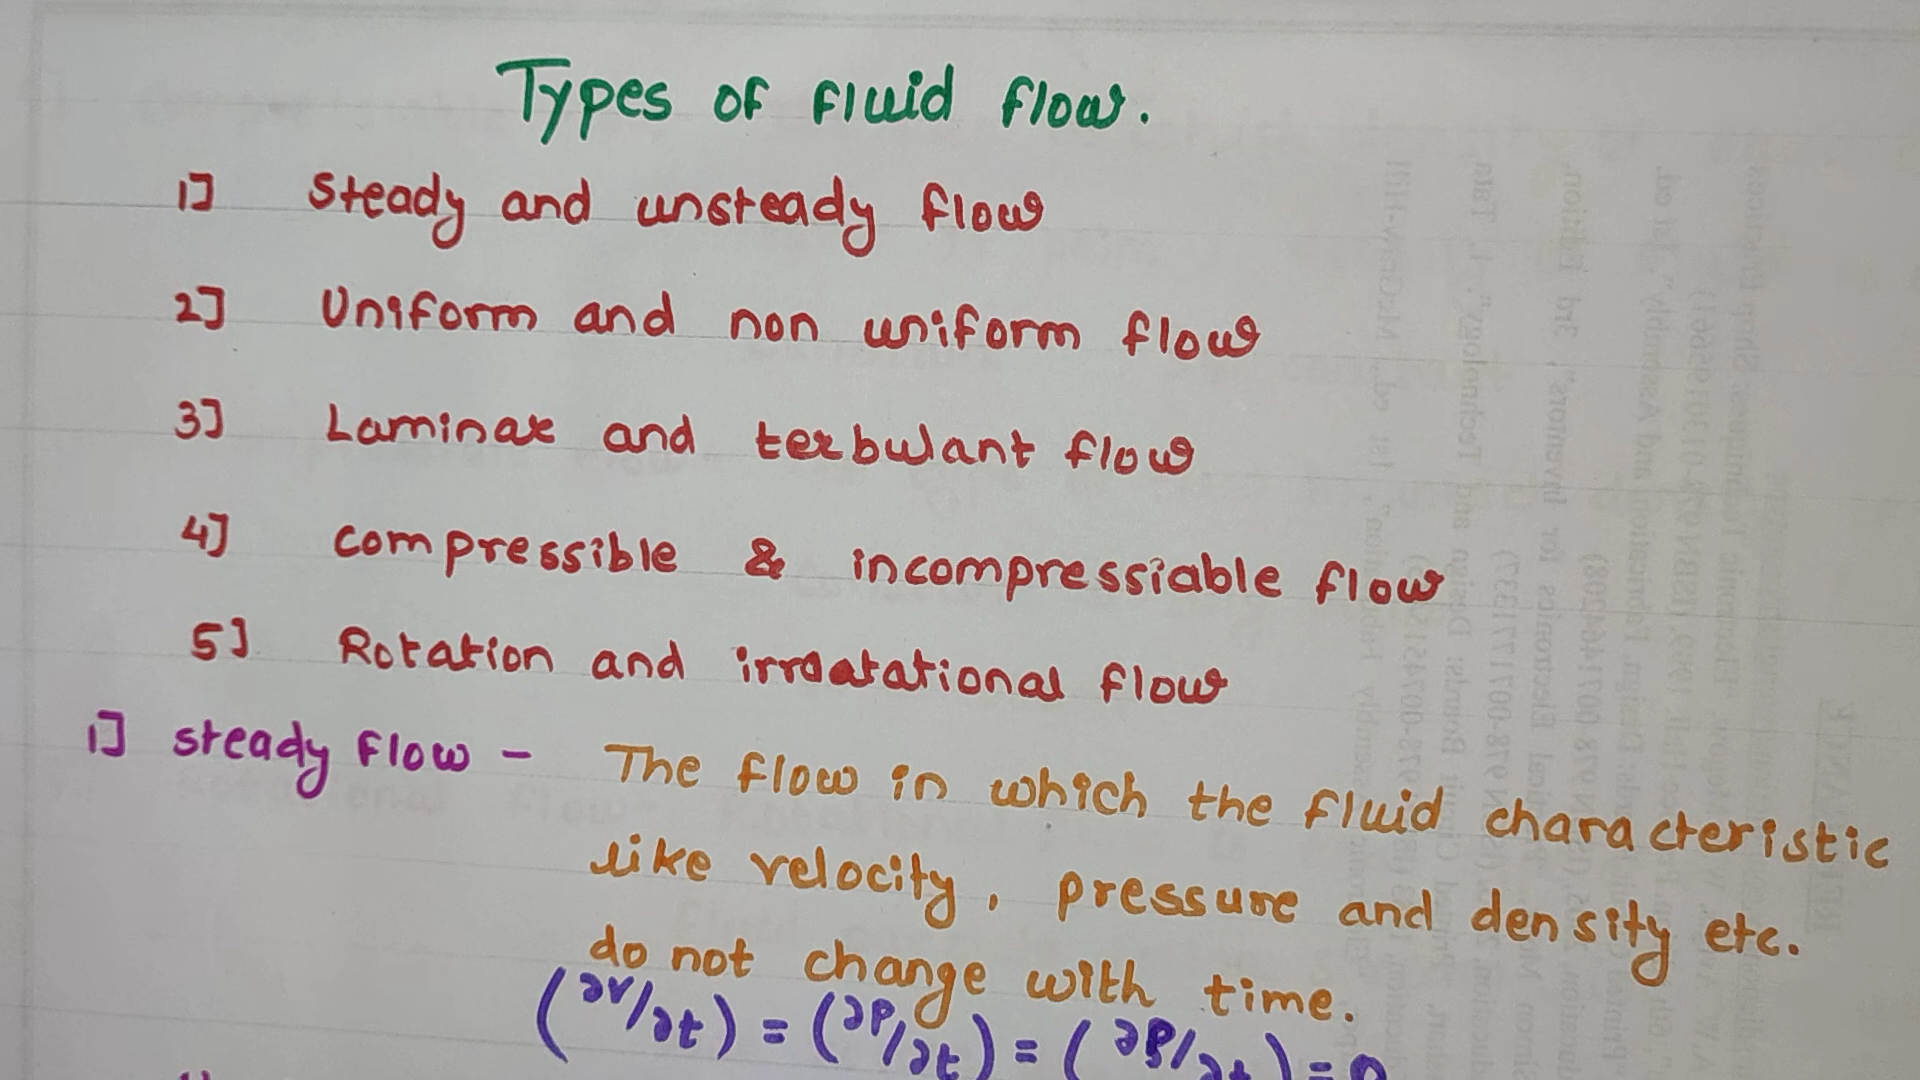 Types of fluid flow.
1] Steady and unsteady flow
2] Uniform and non uniform flow
3] Laminar and terbulant flow
4] compressible & incompressiable flow
5] Rotation and irroatational flow
1] steady flow - The flow in which the fluid characteristic
like velocity, pressure and density etc.
do not change with time.
(∂v/∂t) = (∂p/∂t) = (∂ρ/∂t) = 0